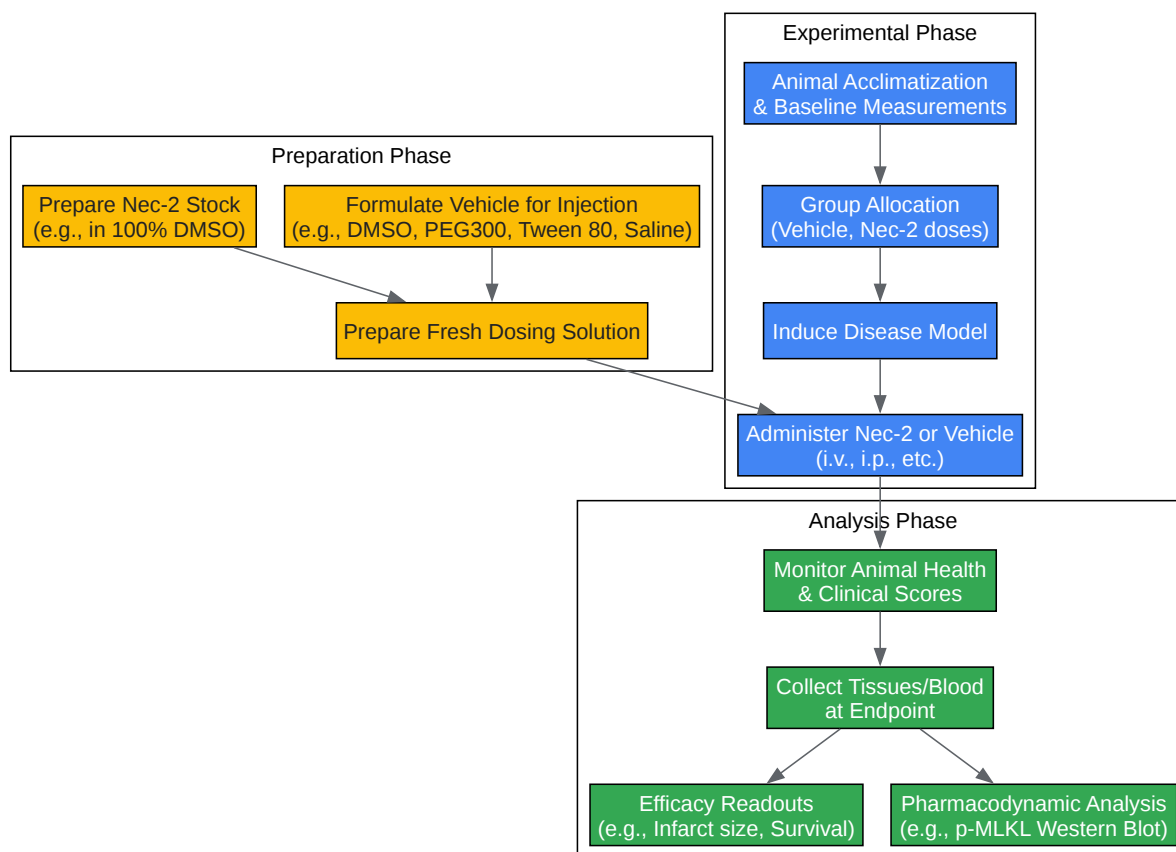 Experimental Phase
Animal Acclimatization
& Baseline Measurements
Preparation Phase
Prepare Nec-2 Stock
(e.g., in 100% DMSO)
Formulate Vehicle for Injection
(e.g., DMSO, PEG300, Tween 80, Saline)
Group Allocation
(Vehicle, Nec-2 doses)
Prepare Fresh Dosing Solution
Induce Disease Model
Administer Nec-2 or Vehicle
(i.v., i.p., etc.)
Analysis Phase
Monitor Animal Health
& Clinical Scores
Collect Tissues/Blood
at Endpoint
Efficacy Readouts
(e.g., Infarct size, Survival)
Pharmacodynamic Analysis
(e.g., p-MLKL Western Blot)